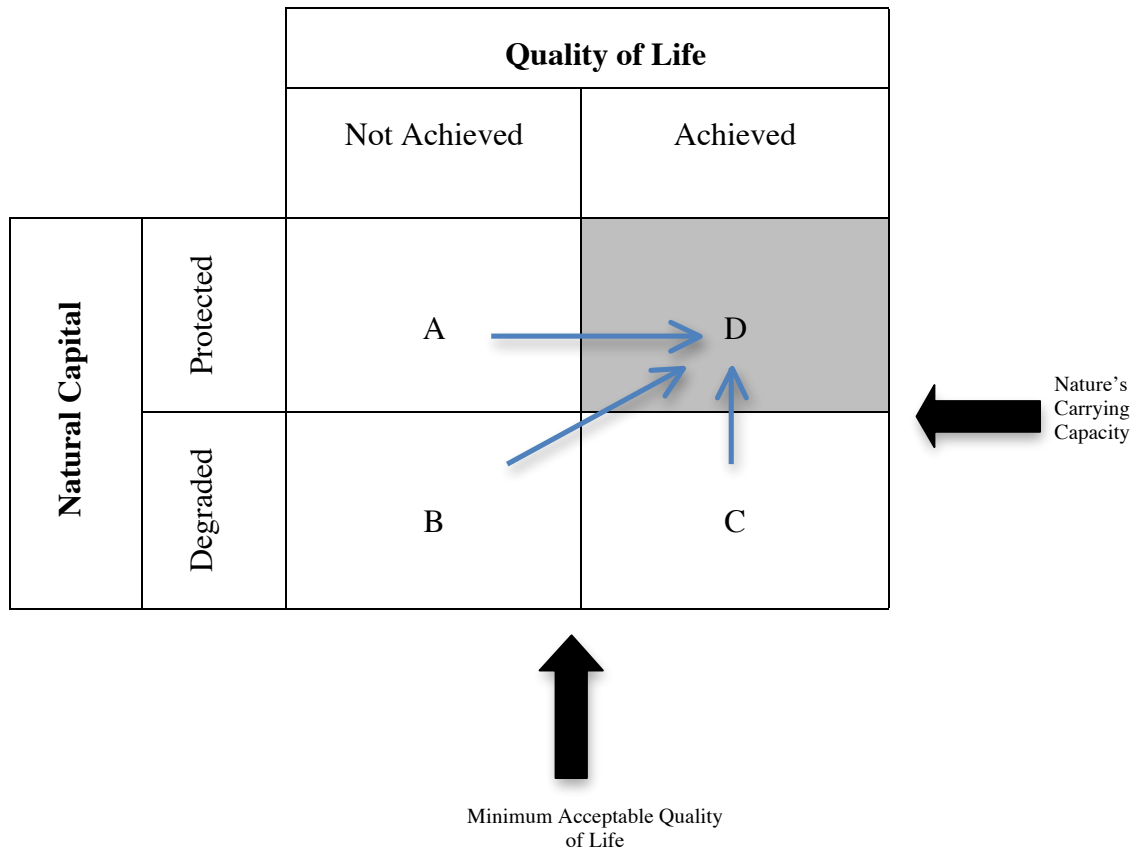 Quality of Life
Not Achieved
Achieved
Natural Capital
Protected
A
D
Nature’s
Carrying
Capacity
Degraded
B
C
Minimum Acceptable Quality
of Life